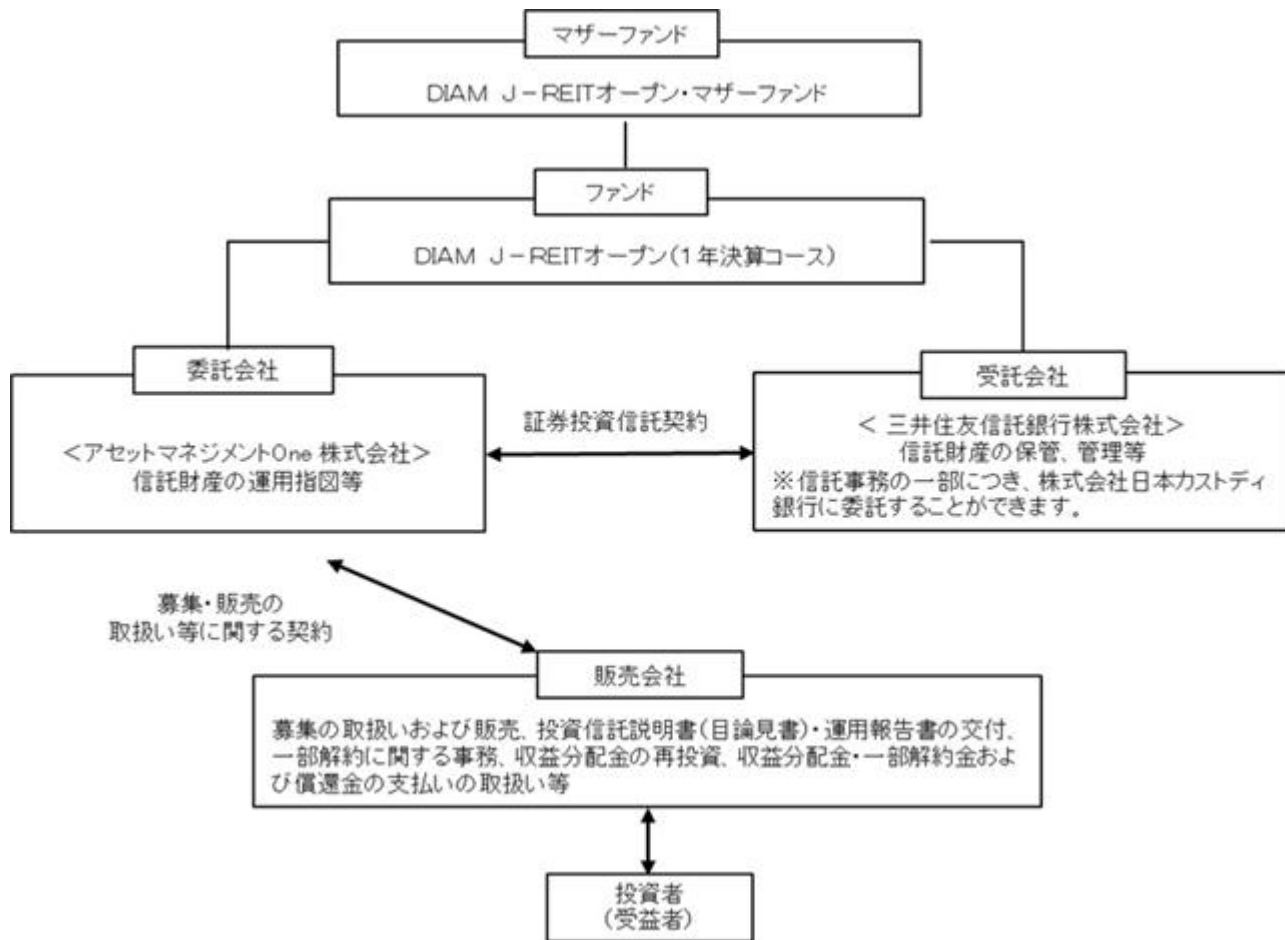 マザーファンド
DIAM J-REITオープン・マザーファンド
ファンド
DIAM J-REITオープン(1年決算コース)
委託会社
<アセットマネジメントOne 株式会社>
信託財産の運用指図等
証券投資信託契約
受託会社
< 三井住友信託銀行株式会社>
信託財産の保管、管理等
※信託事務の一部につき、株式会社日本カストディ
銀行に委託することができます。
募集・販売の
取扱い等に関する契約
販売会社
募集の取扱いおよび販売、投資信託説明書(目論見書)・運用報告書の交付、
一部解約に関する事務、収益分配金の再投資、収益分配金・一部解約金およ
び償還金の支払いの取扱い等
投資者
(受益者)